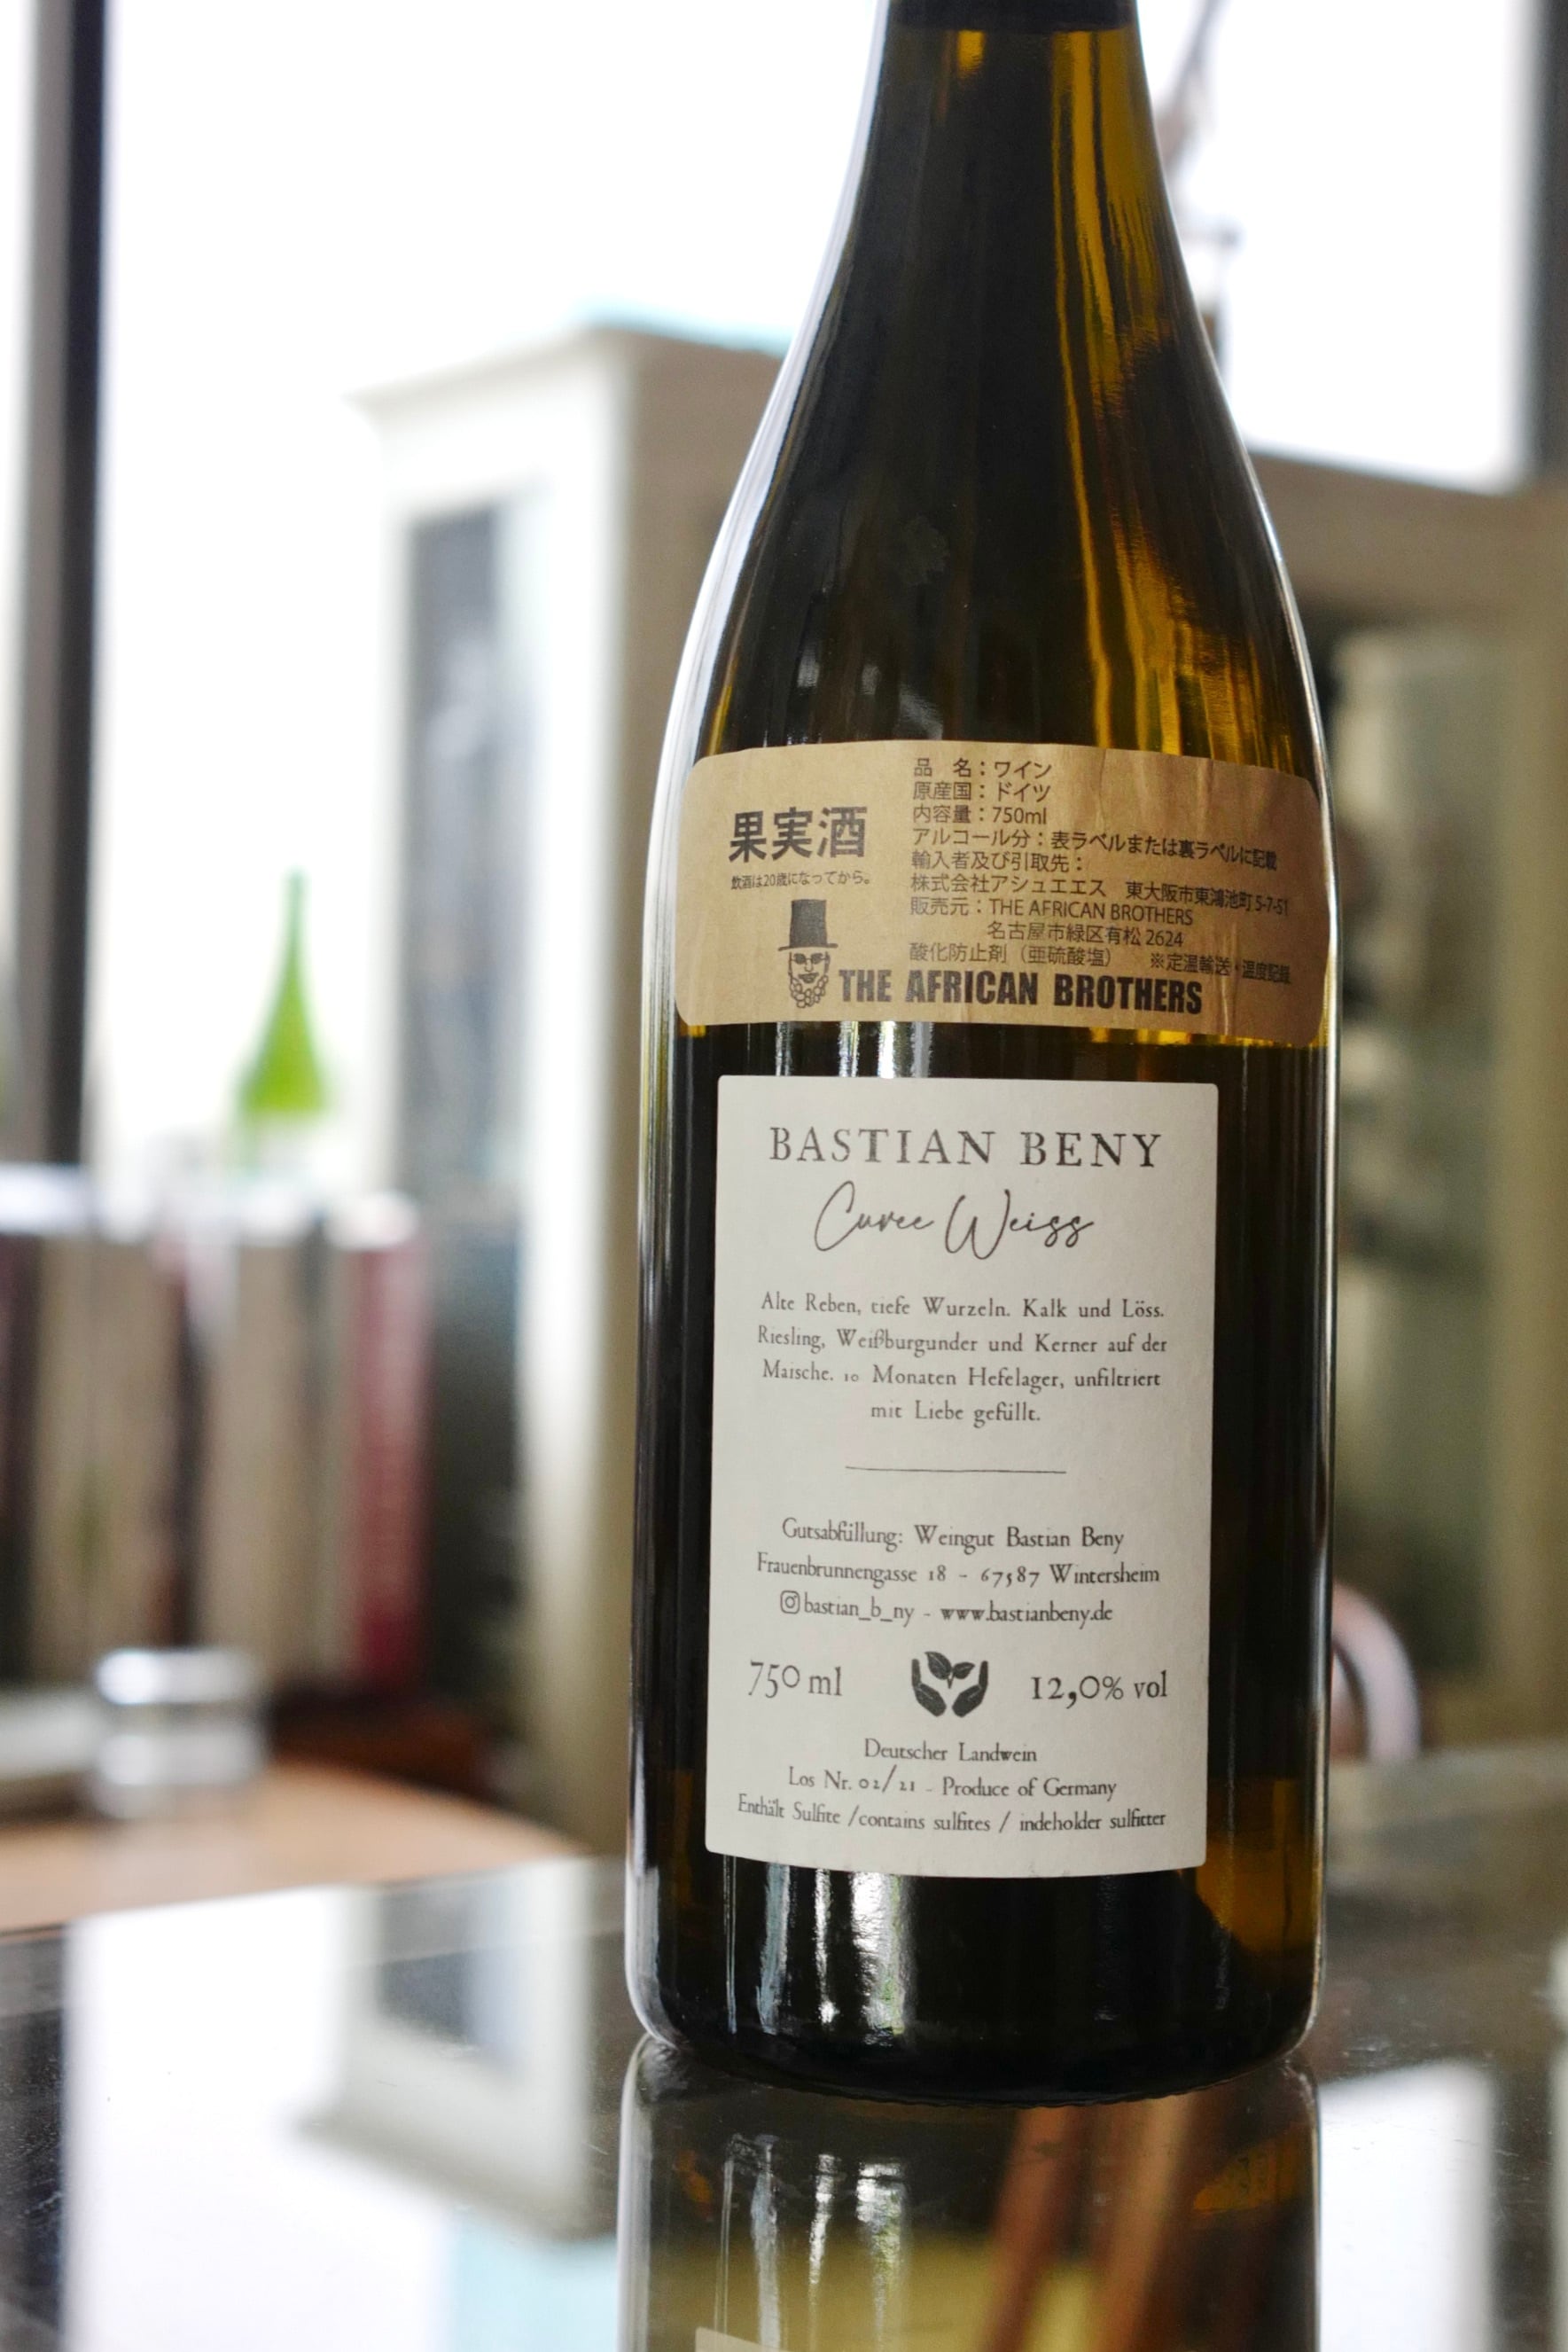 果実酒
飲酒は20歳になってから。
品 名：ワイン
原産国：ドイツ
内容量：750ml
アルコール分：表ラベルまたは裏ラベルに記載
輸入者及び引取先：
株式会社アシュエエス 東大阪市東鴻池町 5-7-51
販売元：THE AFRICAN BROTHERS
名古屋市緑区有松 2624
酸化防止剤（亜硫酸塩） ※定温輸送・温度記録
THE AFRICAN BROTHERS
BASTIAN BENY
Cuvee Weiss
Alte Reben, tiefe Wurzeln. Kalk und Löss.
Riesling, Weißburgunder und Kerner auf der
Maische. 10 Monaten Hefelager, unfiltriert
mit Liebe gefüllt.
Gutsabfüllung: Weingut Bastian Beny
Frauenbrunnengasse 18 - 67587 Wintersheim
bastian_b_ny - www.bastianbeny.de
750 ml 12,0% vol
Deutscher Landwein
Los Nr. 02/21 - Produce of Germany
Enthält Sulfite /contains sulfites / indeholder sulfitter